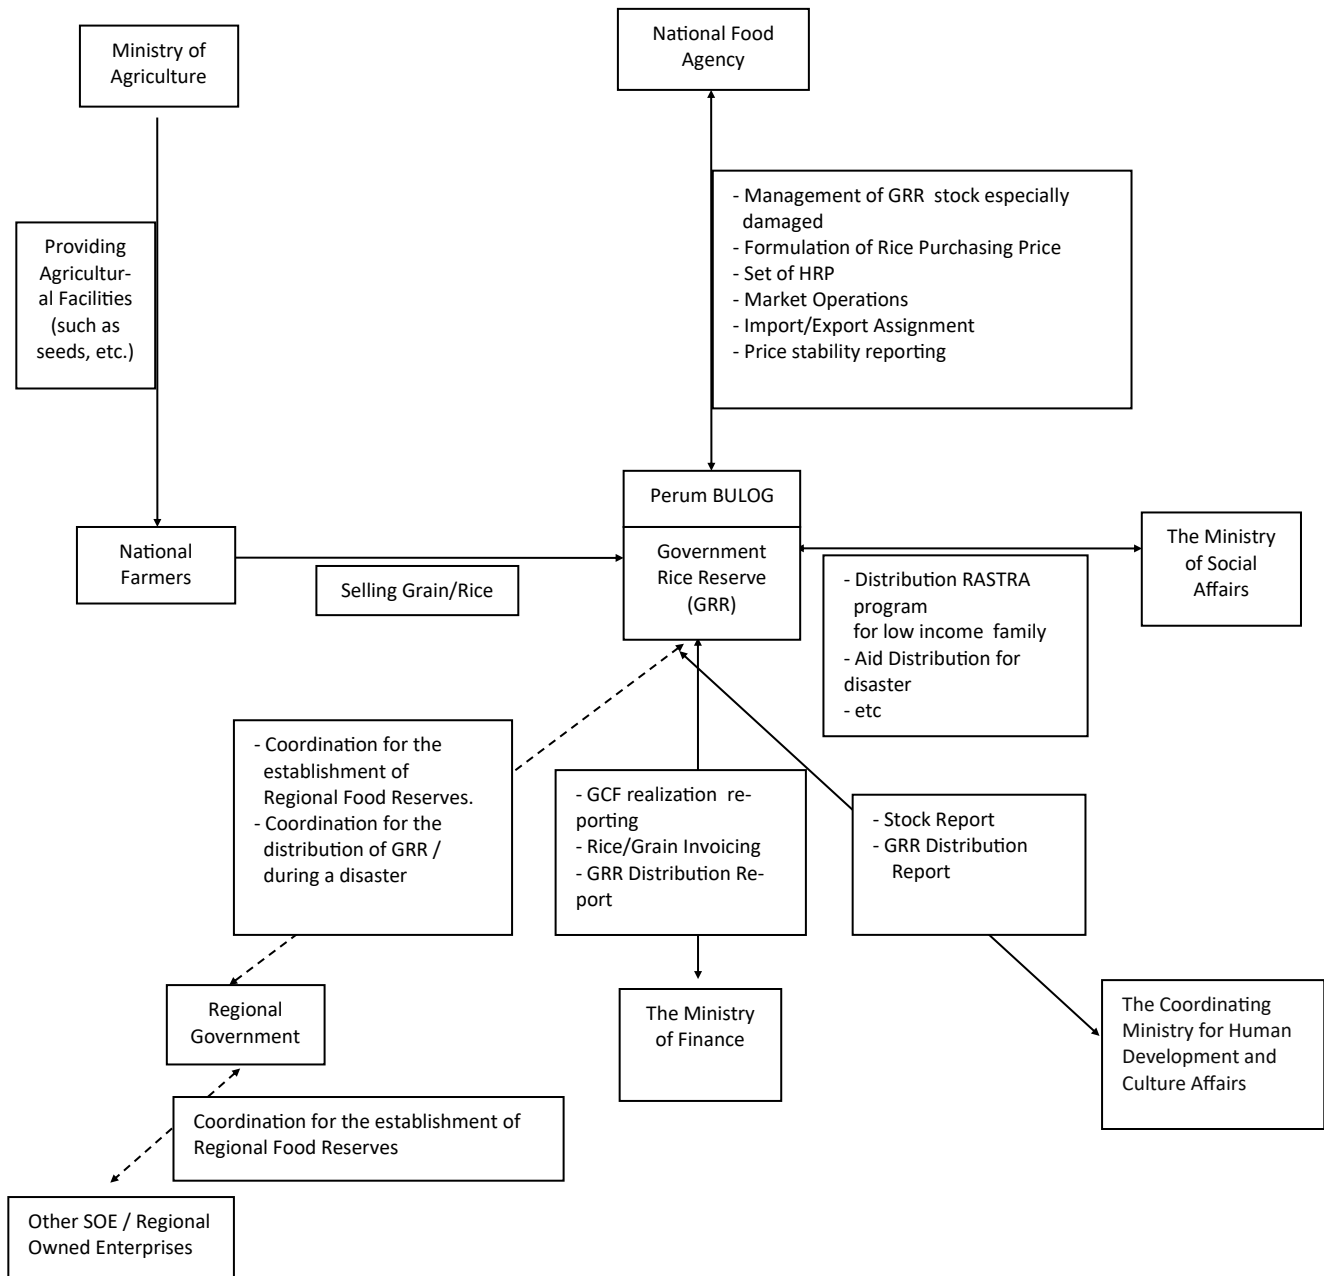 Ministry of
Agriculture
National Food
Agency
- Management of GRR  stock especially
damaged
- Formulation of Rice Purchasing Price
- Set of HRP
- Market Operations
- Import/Export Assignment
- Price stability reporting
Providing
Agricultur-
al Facilities
(such as
seeds, etc.)
Perum BULOG
National
Farmers
Selling Grain/Rice
Government
Rice Reserve
(GRR)
The Ministry
of Social
Affairs
- Distribution RASTRA
program
for low income  family
- Aid Distribution for
disaster
- etc
- Coordination for the
establishment of
Regional Food Reserves.
- Coordination for the
distribution of GRR /
during a disaster
- GCF realization  re-
porting
- Rice/Grain Invoicing
- GRR Distribution Re-
port
- Stock Report
- GRR Distribution
Report
Regional
Government
The Ministry
of Finance
The Coordinating
Ministry for Human
Development and
Culture Affairs
Coordination for the establishment of
Regional Food Reserves
Other SOE / Regional
Owned Enterprises